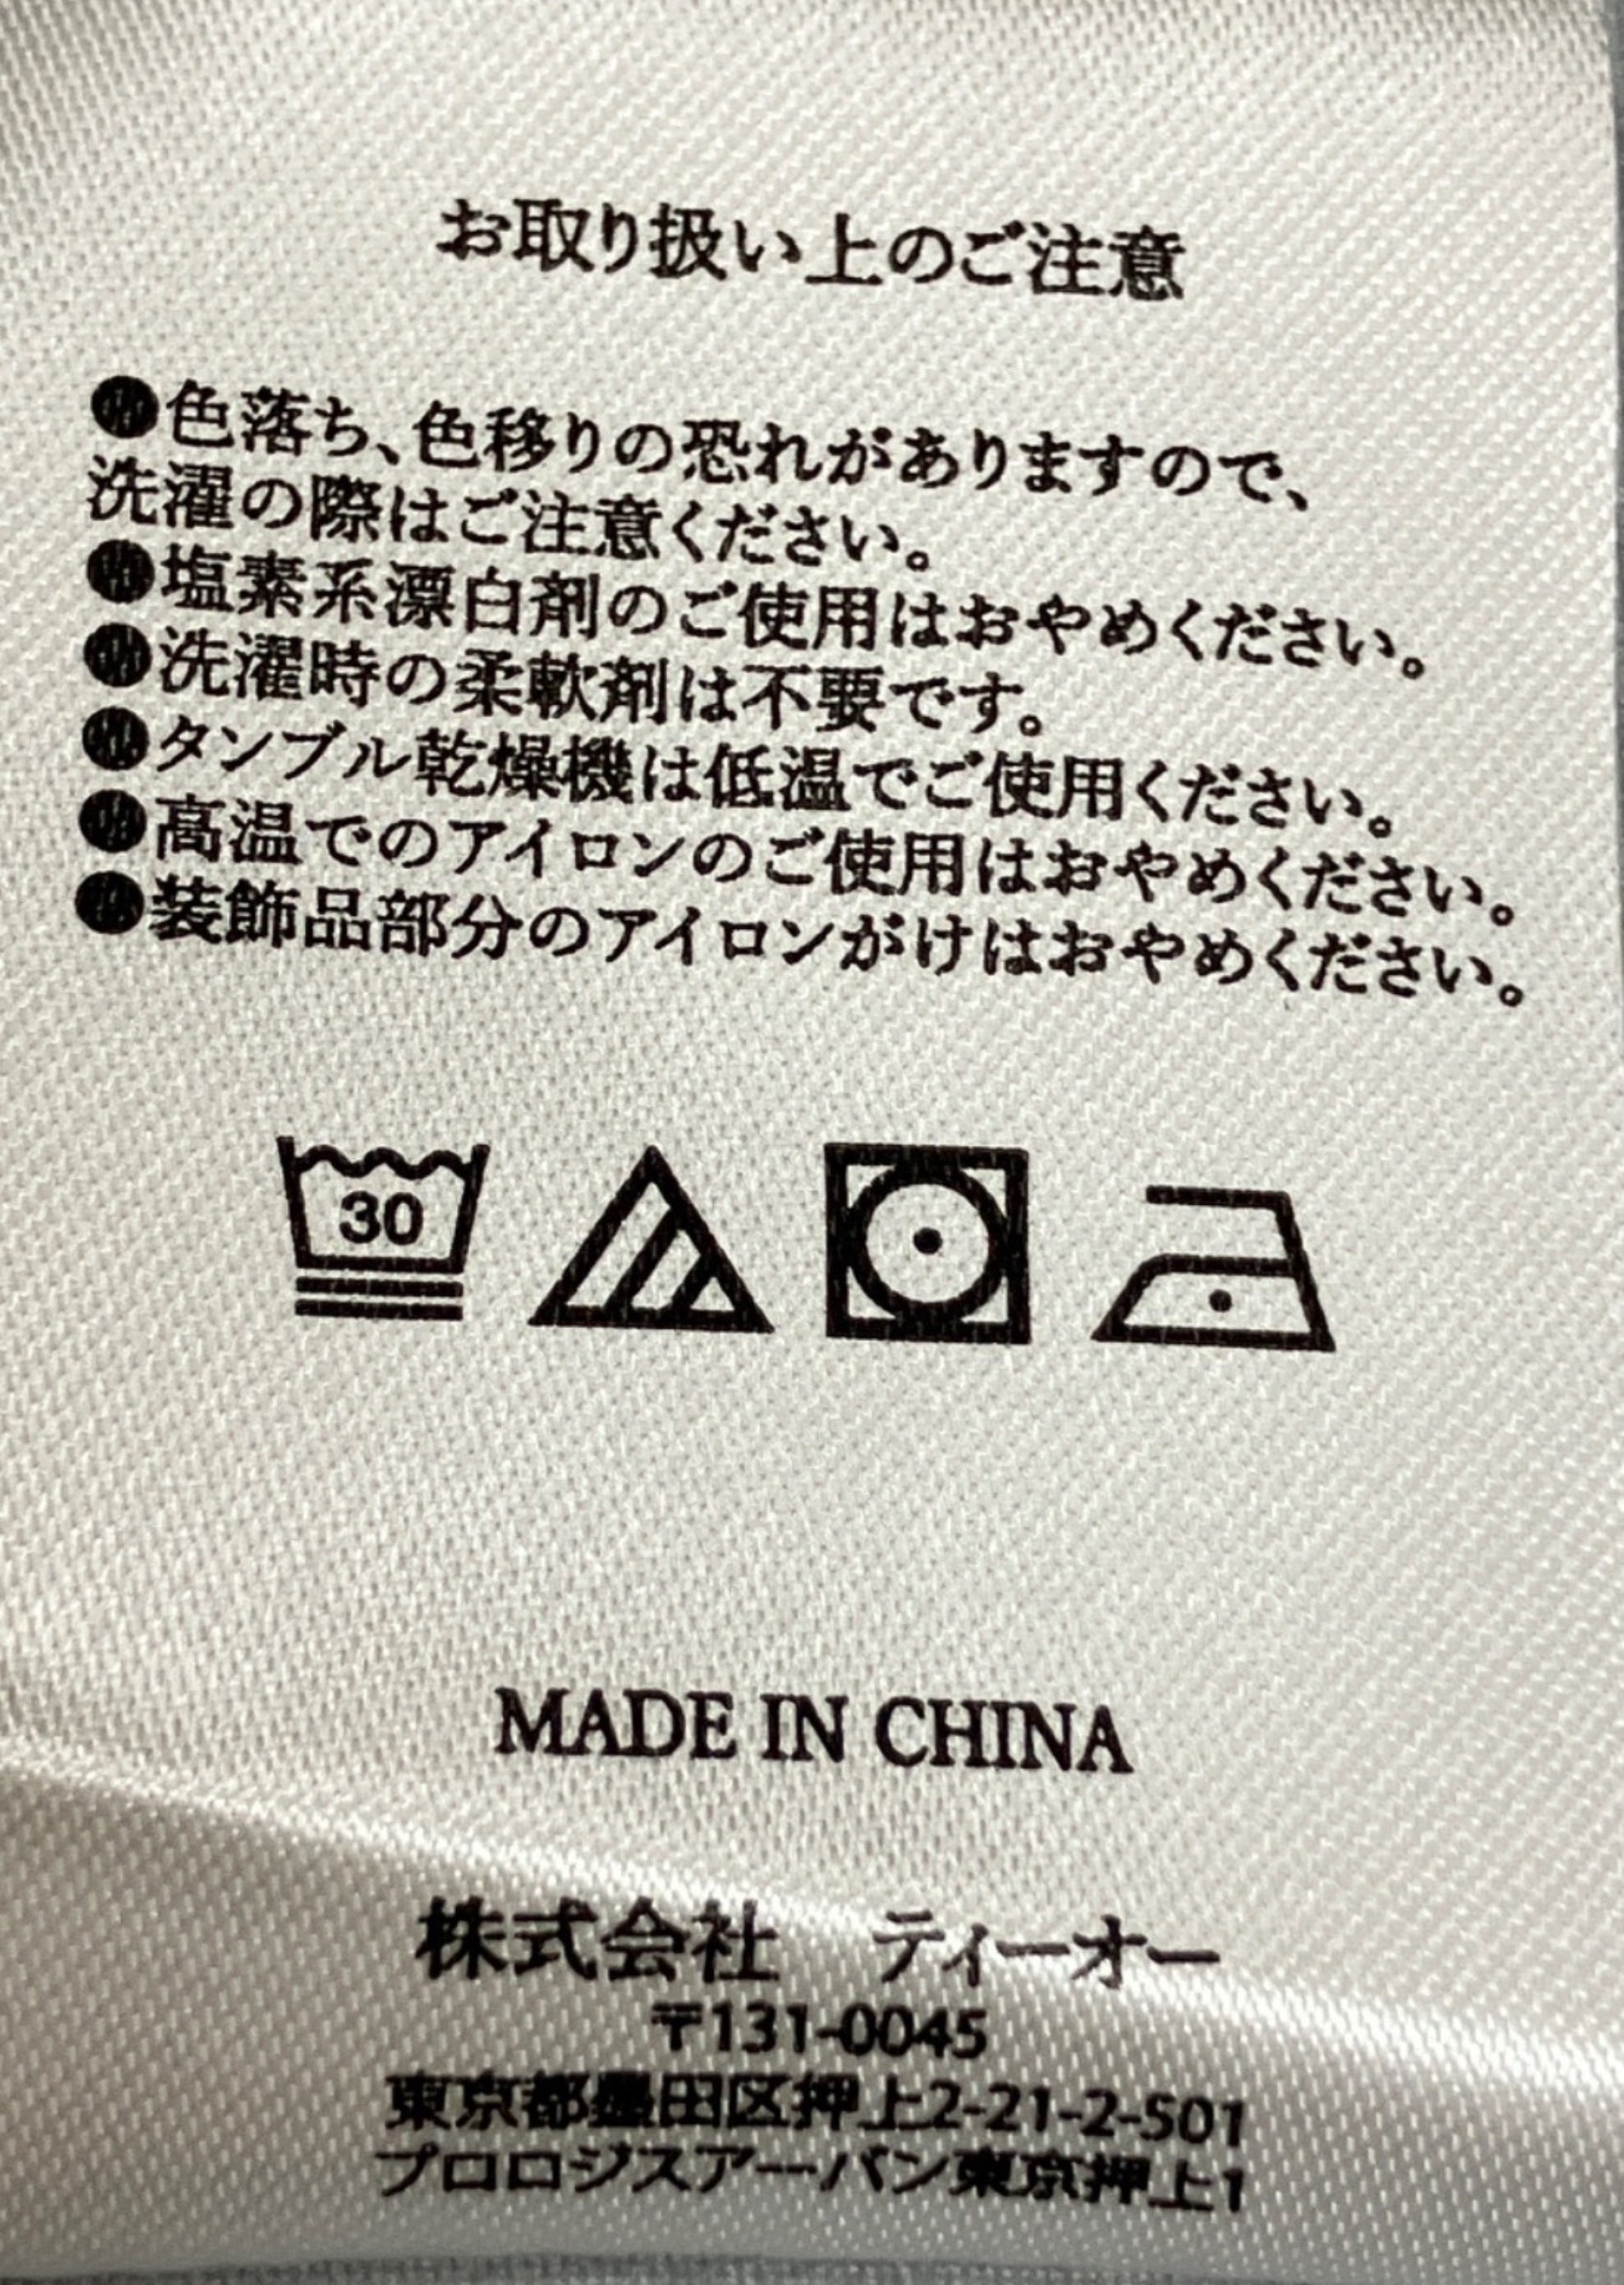 お取り扱い上のご注意
●色落ち、色移りの恐れがありますので、
洗濯の際はご注意ください。
●塩素系漂白剤のご使用はおやめください。
●洗濯時の柔軟剤は不要です。
●タンブル乾燥機は低温でご使用ください。
●高温でのアイロンのご使用はおやめください。
●装飾品部分のアイロンがけはおやめください。
30
MADE IN CHINA
株式会社　ティーオー
〒131-0045
東京都墨田区押上2-21-2-501
プロロジスアーバン東京押上1